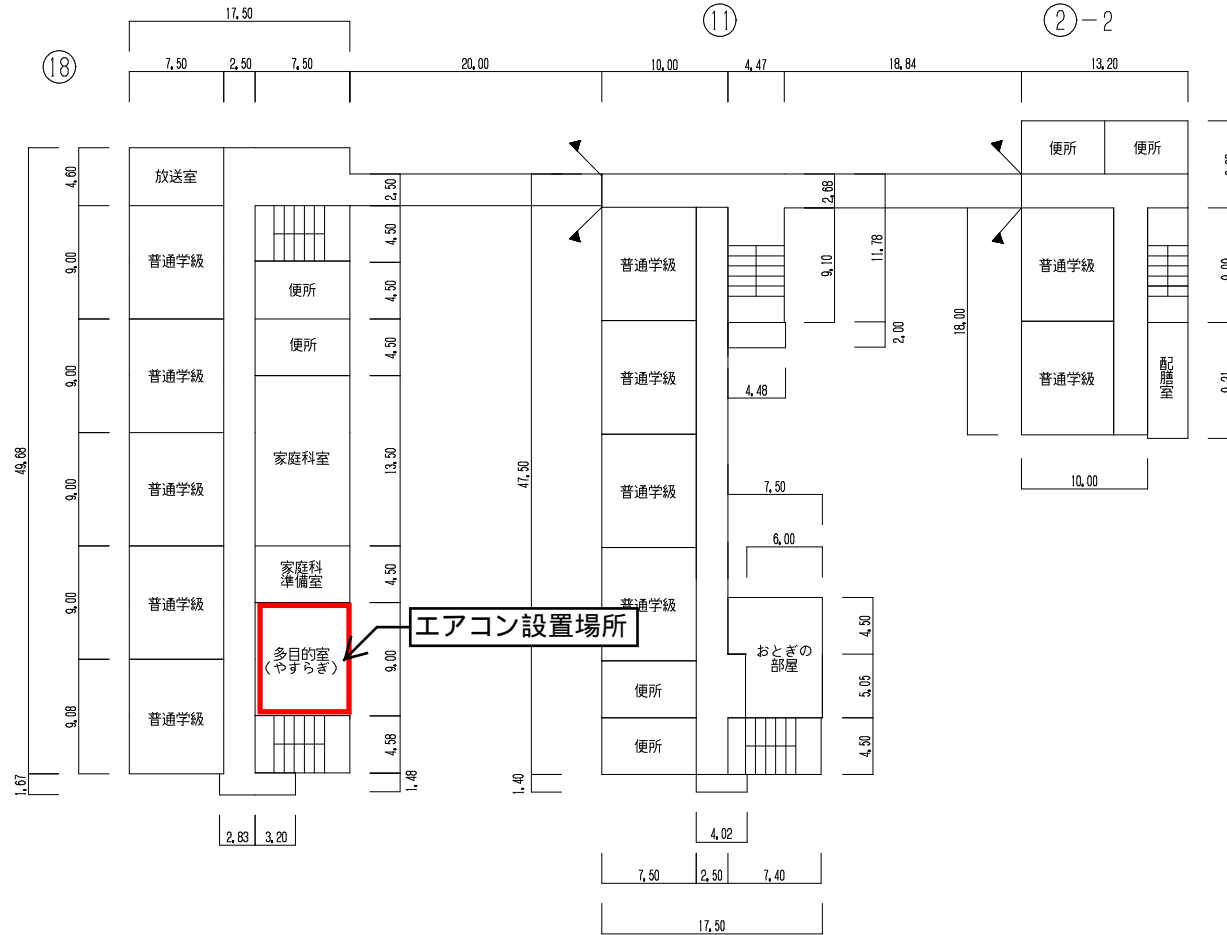 17.50
⑪
②-2
⑱
7.50 2.50 7.50 20.00 10.00 4.47 18.84 13.20
便所 便所
放送室
4.60
2.50
2.68
普通学級
9.00
4.50
普通学級
9.10
11.78
普通学級
9.00
便所
4.50
18.00
2.00
便所
4.50
普通学級
9.00
普通学級
4.48
普通学級
配膳室
49.68
家庭科室
13.50
47.50
10.00
普通学級
9.00
普通学級
7.50
6.00
家庭科
準備室
4.50
普通学級
9.00
普通学級
エアコン設置場所
多目的室
(やすらぎ)
9.00
おとぎの
部屋
4.50
5.05
便所
普通学級
9.08
4.58
便所
4.50
1.67
1.48
1.40
2.83 3.20
4.02
7.50 2.50 7.40
17.50